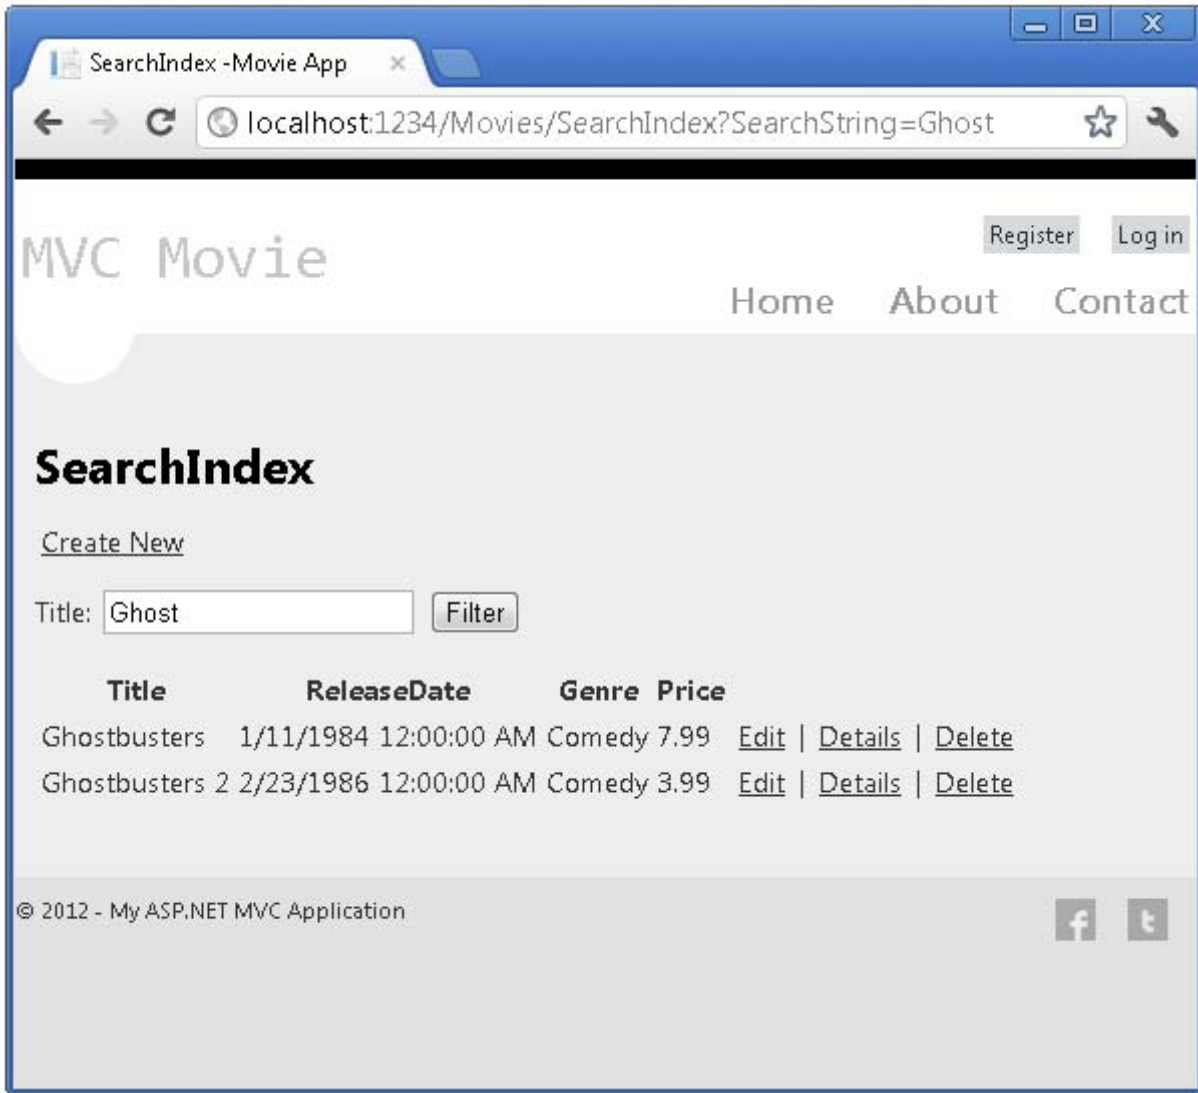 SearchIndex -Movie App
localhost:1234/Movies/SearchIndex?SearchString=Ghost
Register Log in
MVC Movie
Home About Contact
SearchIndex
Create New
Title: Ghost Filter
Title ReleaseDate Genre Price
Ghostbusters 1/11/1984 12:00:00 AM Comedy 7.99 Edit | Details | Delete
Ghostbusters 2 2/23/1986 12:00:00 AM Comedy 3.99 Edit | Details | Delete
© 2012 - My ASP.NET MVC Application
f t